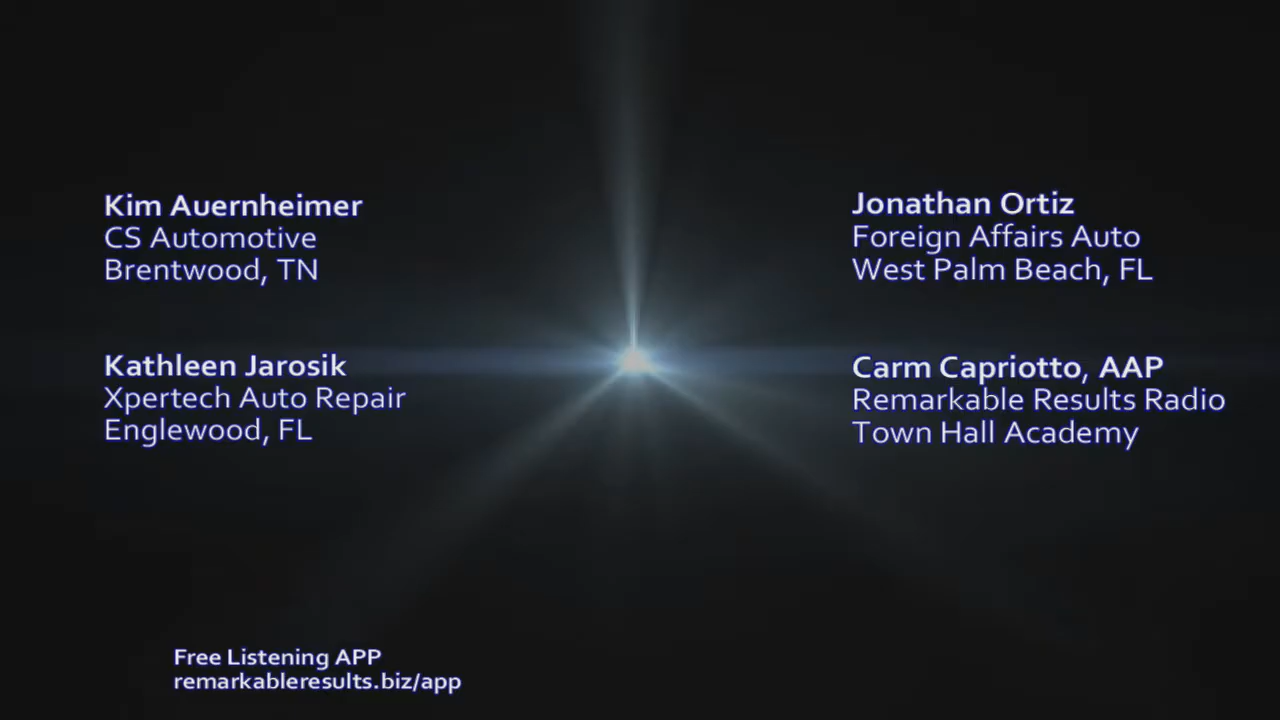 Kim Auernheimer
CS Automotive
Brentwood, TN
Jonathan Ortiz
Foreign Affairs Auto
West Palm Beach, FL
Kathleen Jarosik
Xpertech Auto Repair
Englewood, FL
Carm Capriotto, AAP
Remarkable Results Radio
Town Hall Academy
Free Listening APP
remarkableresults.biz/app